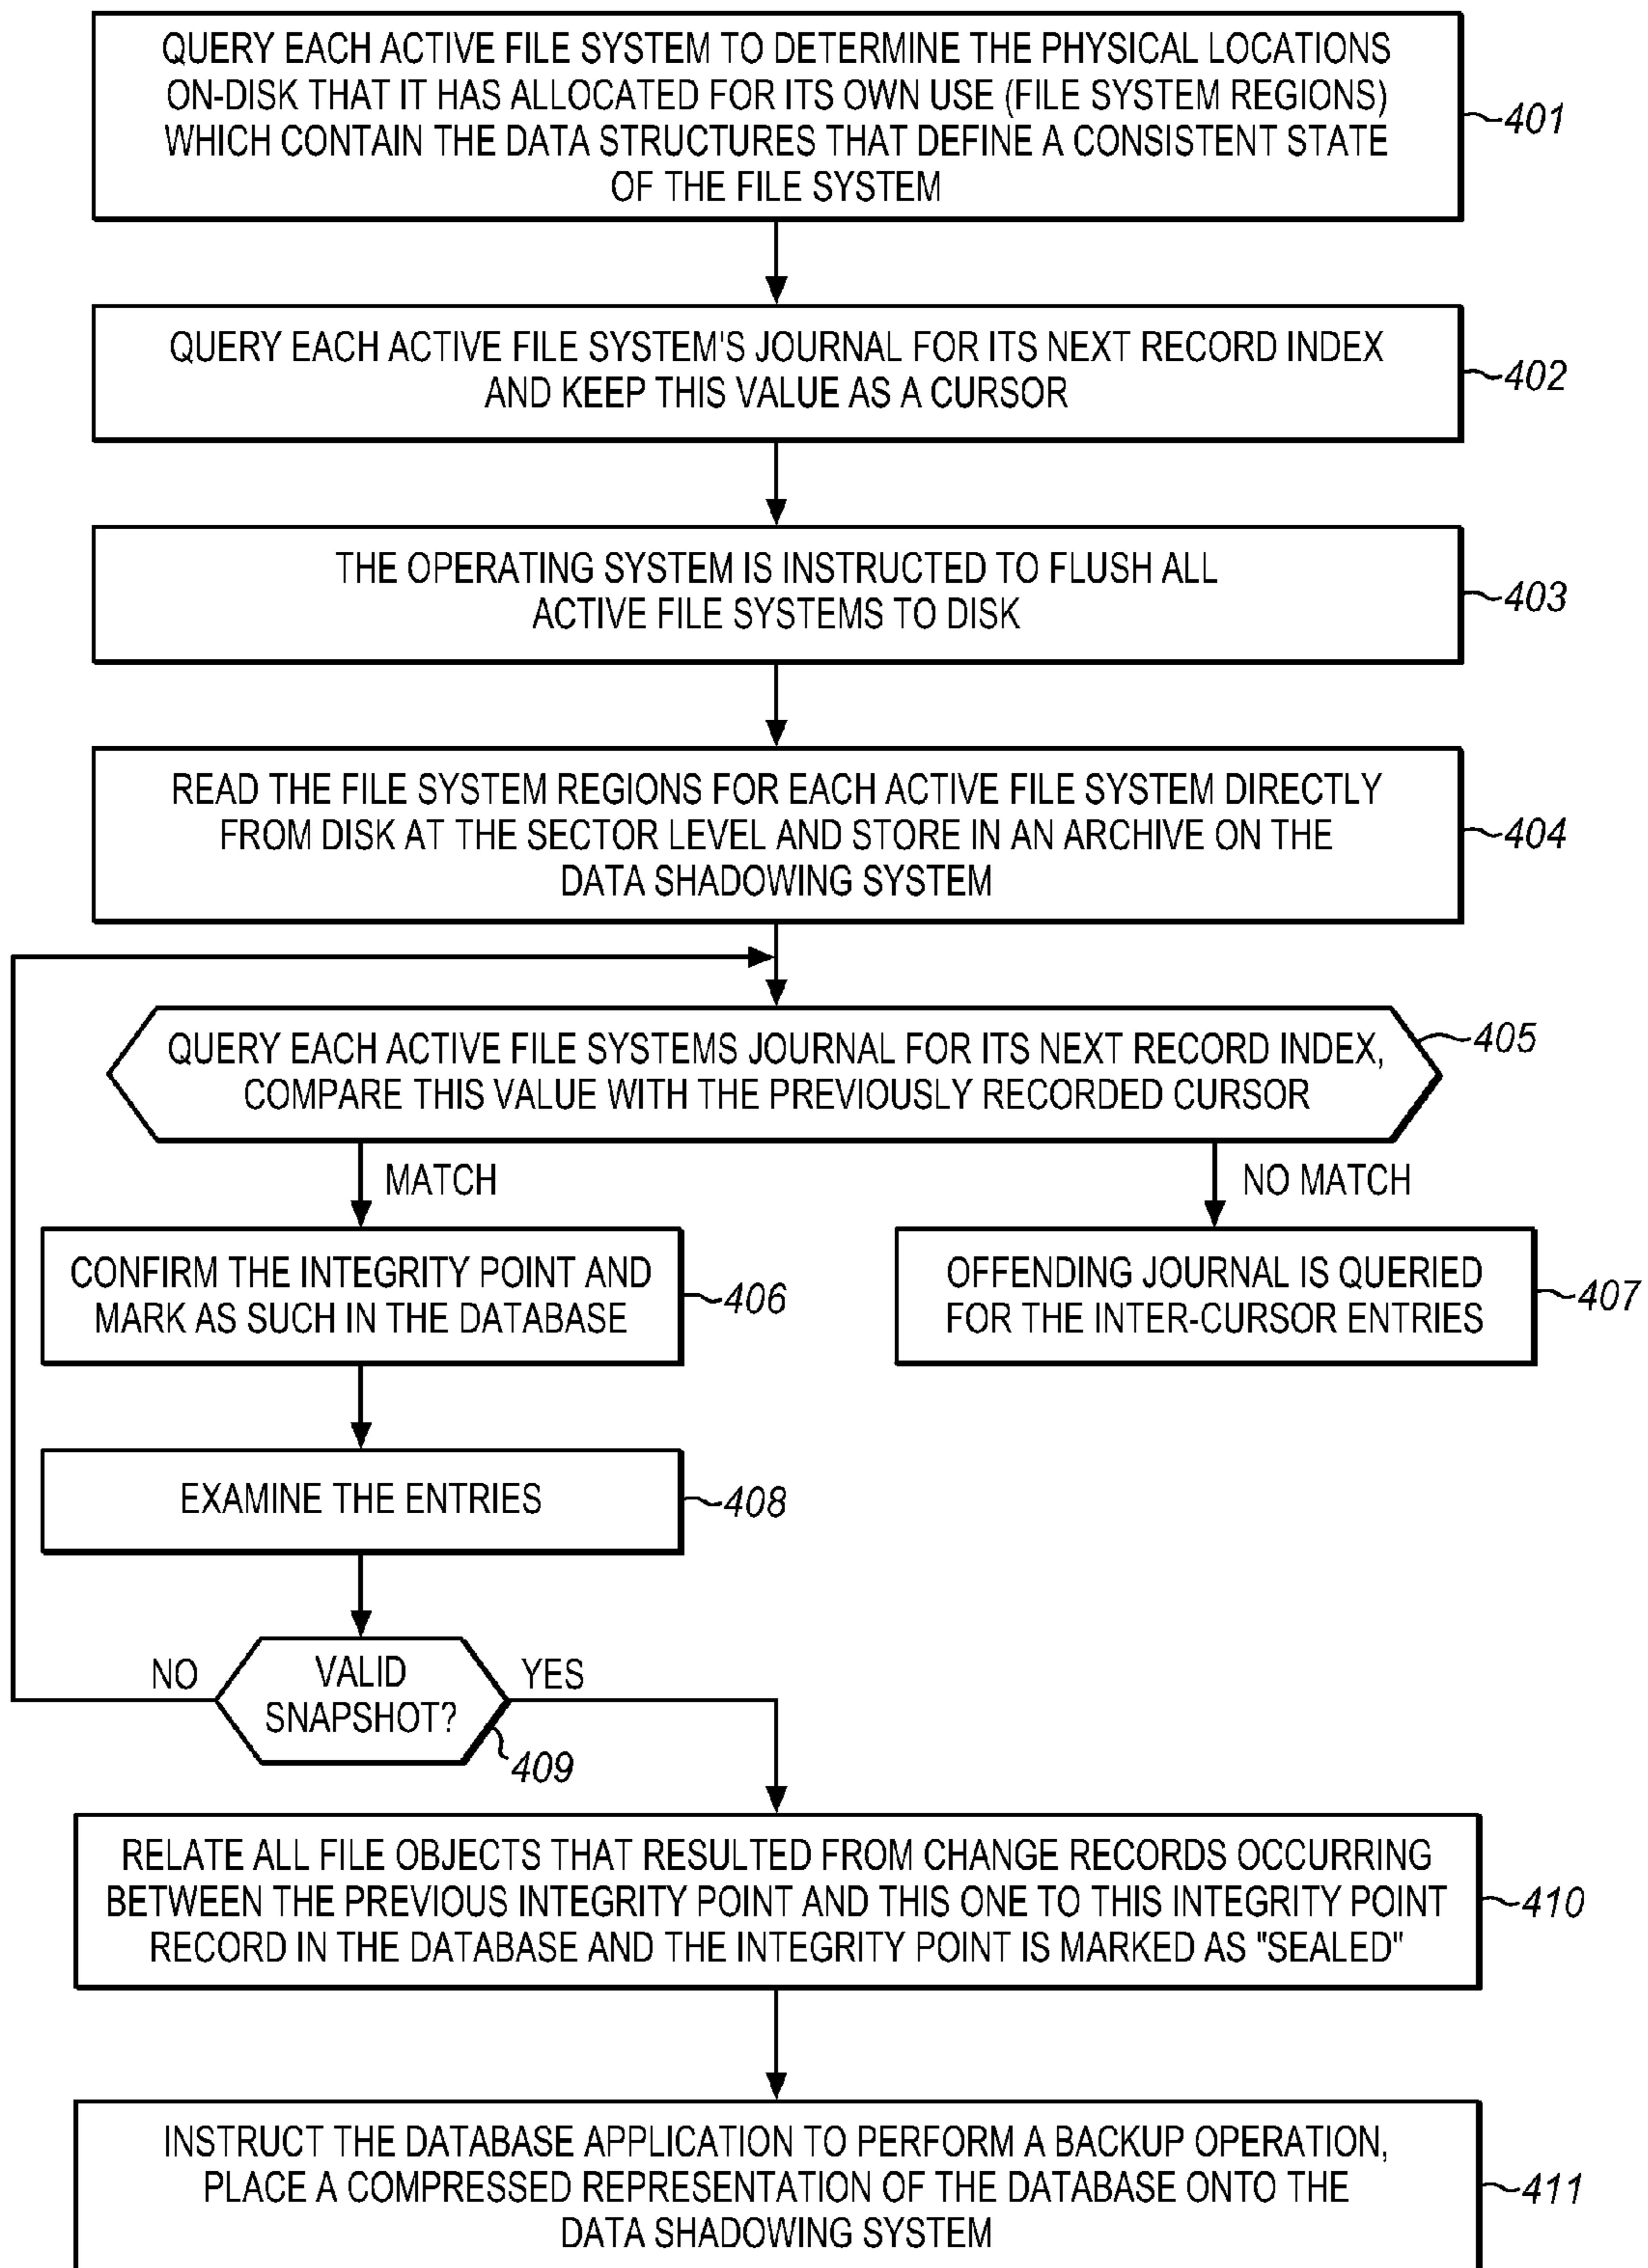 QUERY EACH ACTIVE FILE SYSTEM TO DETERMINE THE PHYSICAL LOCATIONS
ON-DISK THAT IT HAS ALLOCATED FOR ITS OWN USE (FILE SYSTEM REGIONS)
WHICH CONTAIN THE DATA STRUCTURES THAT DEFINE A CONSISTENT STATE
OF THE FILE SYSTEM
401
QUERY EACH ACTIVE FILE SYSTEM'S JOURNAL FOR ITS NEXT RECORD INDEX
AND KEEP THIS VALUE AS A CURSOR
402
THE OPERATING SYSTEM IS INSTRUCTED TO FLUSH ALL
ACTIVE FILE SYSTEMS TO DISK
403
READ THE FILE SYSTEM REGIONS FOR EACH ACTIVE FILE SYSTEM DIRECTLY
FROM DISK AT THE SECTOR LEVEL AND STORE IN AN ARCHIVE ON THE
DATA SHADOWING SYSTEM
404
QUERY EACH ACTIVE FILE SYSTEMS JOURNAL FOR ITS NEXT RECORD INDEX,
COMPARE THIS VALUE WITH THE PREVIOUSLY RECORDED CURSOR
405
MATCH
NO MATCH
CONFIRM THE INTEGRITY POINT AND
MARK AS SUCH IN THE DATABASE
406
OFFENDING JOURNAL IS QUERIED
FOR THE INTER-CURSOR ENTRIES
407
EXAMINE THE ENTRIES
408
NO
VALID
SNAPSHOT?
YES
409
RELATE ALL FILE OBJECTS THAT RESULTED FROM CHANGE RECORDS OCCURRING
BETWEEN THE PREVIOUS INTEGRITY POINT AND THIS ONE TO THIS INTEGRITY POINT
RECORD IN THE DATABASE AND THE INTEGRITY POINT IS MARKED AS "SEALED"
410
INSTRUCT THE DATABASE APPLICATION TO PERFORM A BACKUP OPERATION,
PLACE A COMPRESSED REPRESENTATION OF THE DATABASE ONTO THE
DATA SHADOWING SYSTEM
411